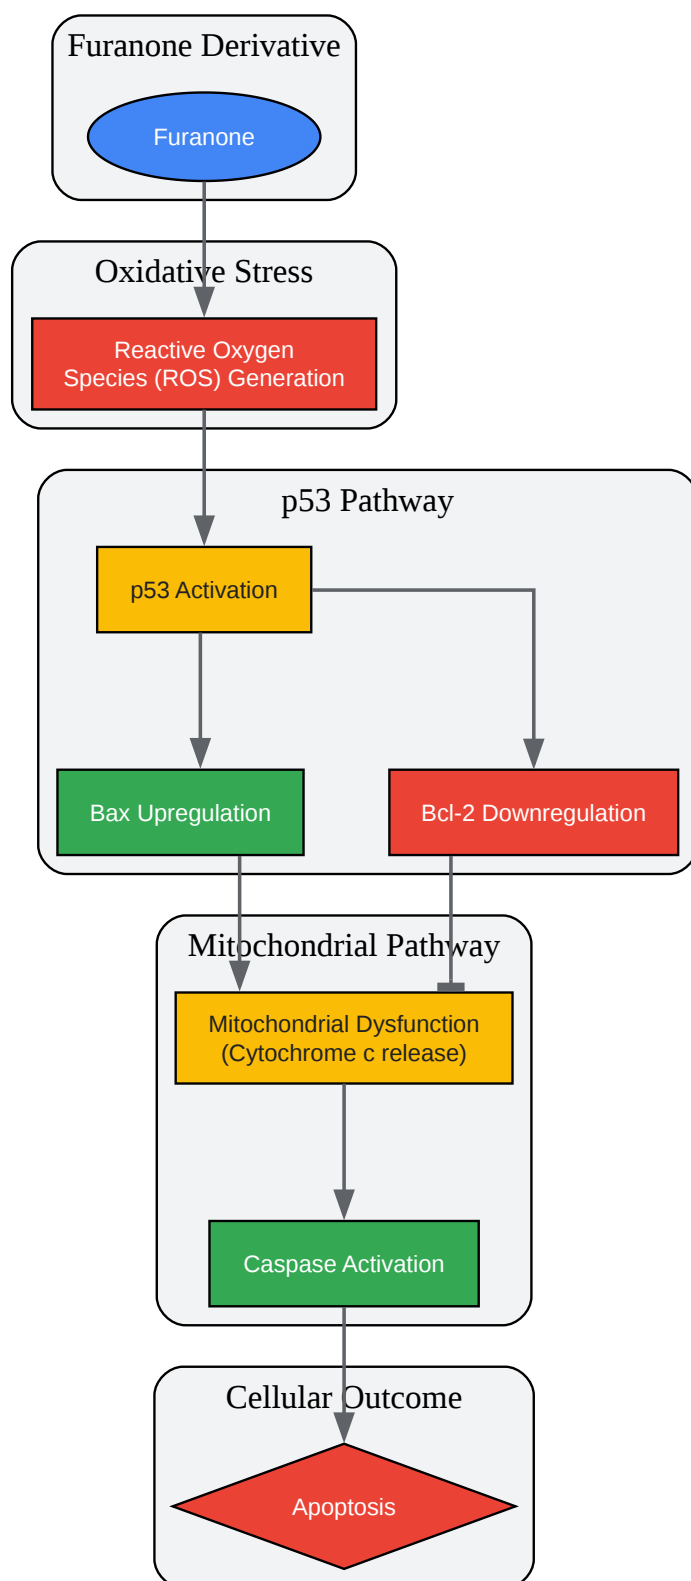 Furanone Derivative
Furanone
Oxidative Stress
Reactive Oxygen
Species (ROS) Generation
p53 Pathway
p53 Activation
Bax Upregulation
Bcl-2 Downregulation
Mitochondrial Pathway
Mitochondrial Dysfunction
(Cytochrome c release)
Caspase Activation
Cellular Outcome
Apoptosis